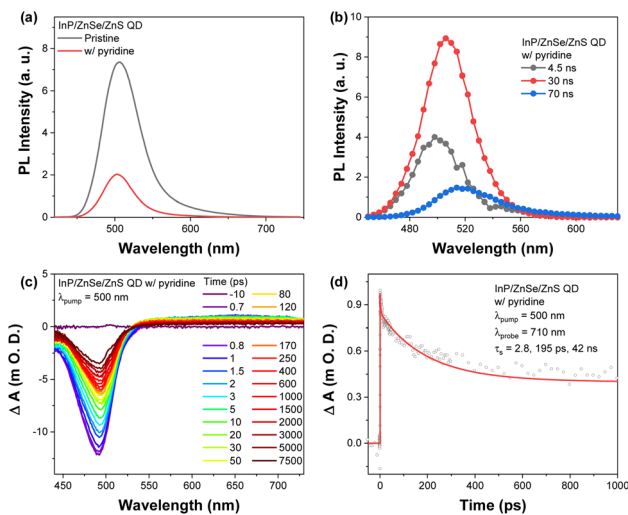 (a)
InP/ZnSe/ZnS QD
Pristine
w/ pyridine
PL Intensity (a. u.)
8
6
4
2
0
500
600
700
Wavelength (nm)
(b)
InP/ZnSe/ZnS QD
w/ pyridine
4.5 ns
30 ns
70 ns
PL Intensity (a. u.)
10
8
6
4
2
0
480
520
560
600
Wavelength (nm)
(c)
InP/ZnSe/ZnS QD w/ pyridine
λpump = 500 nm
Time (ps)
-10
0.7
0.8
1
1.5
2
3
5
10
20
30
50
80
120
170
250
400
600
1000
1500
2000
3000
5000
7500
Δ A (m O. D.)
5
0
-5
-10
450
500
550
600
650
700
Wavelength (nm)
(d)
InP/ZnSe/ZnS QD
w/ pyridine
λpump = 500 nm
λprobe = 710 nm
τs = 2.8, 195 ps, 42 ns
Δ A (m O. D.)
0.9
0.6
0.3
0.0
0
200
400
600
800
1000
Time (ps)